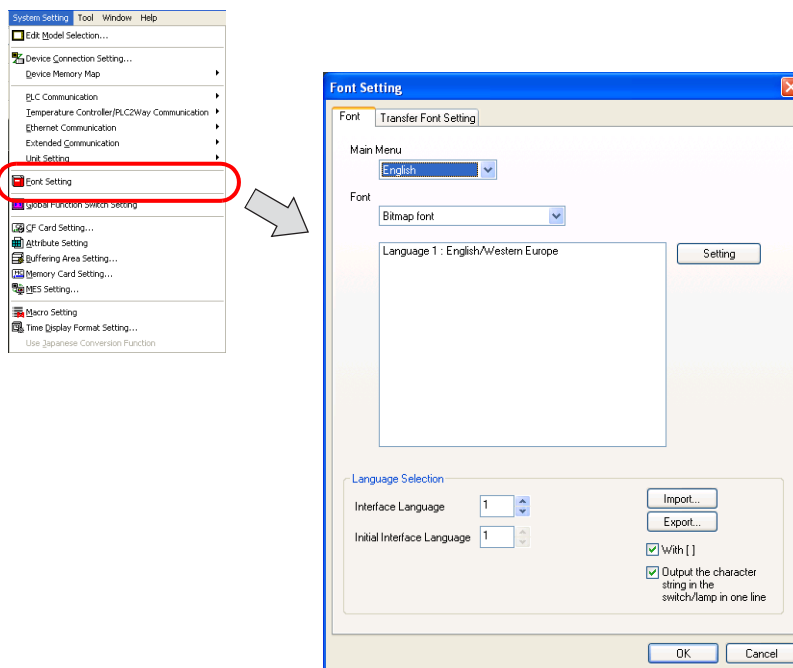 System Setting Tool Window Help
Edit Model Selection...
Device Connection Setting...
Device Memory Map
PLC Communication
Temperature Controller/PLC2Way Communication
Ethernet Communication
Extended Communication
Unit Setting
Font Setting
Global Function Switch Setting
CF Card Setting...
Attribute Setting
Buffering Area Setting...
Memory Card Setting...
MES Setting...
Macro Setting
Time Display Format Setting...
Use Japanese Conversion Function
Font Setting
Font Transfer Font Setting
Main Menu
English
Font
Bitmap font
Language 1 : English/Western Europe
Setting
Language Selection
Interface Language 1
Initial Interface Language 1
Import...
Export...
With [ ]
Output the character
string in the
switch/lamp in one line
OK Cancel